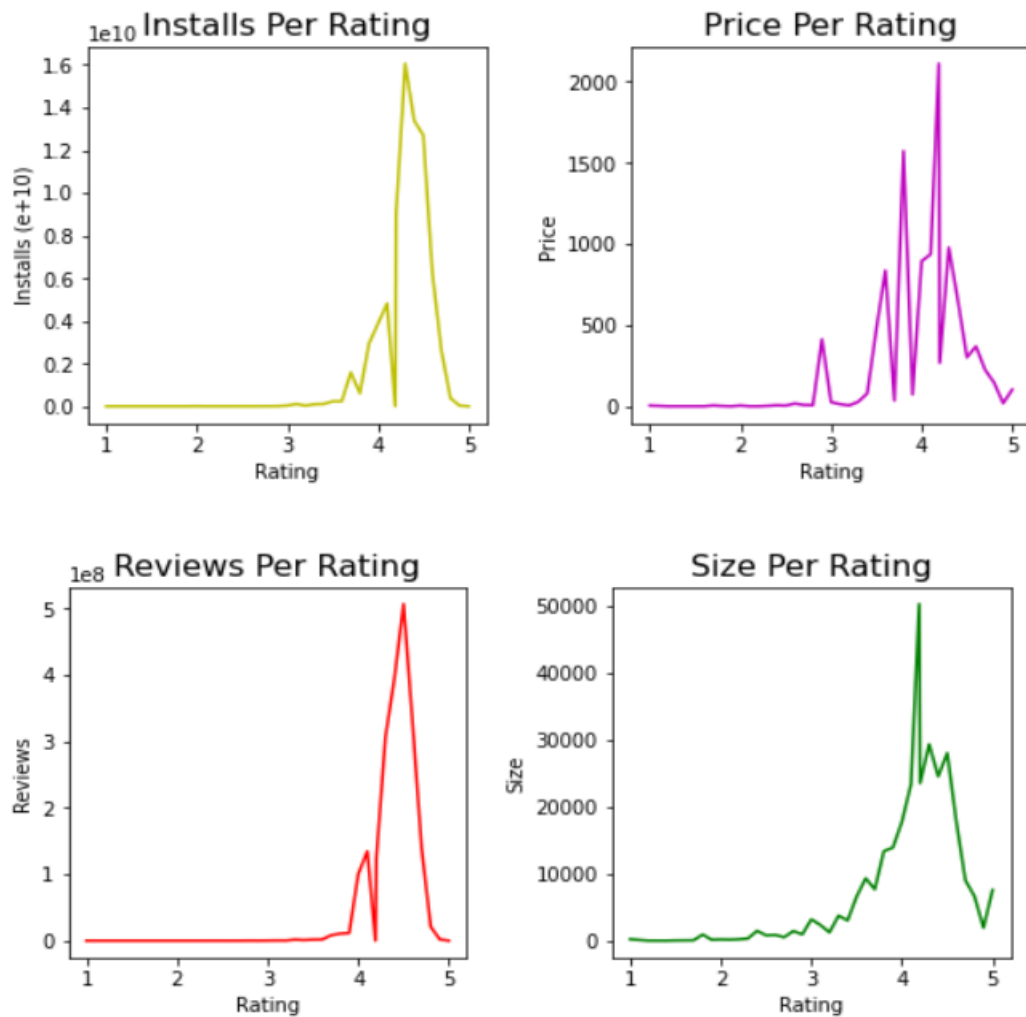 Installs Per Rating
1e10
1.6
1.4
1.2
1.0
0.8
0.6
0.4
0.2
0.0
Installs (e+10)
1 2 3 4 5
Rating
Price Per Rating
2000
1500
1000
500
0
Price
1 2 3 4 5
Rating
Reviews Per Rating
1e8
5
4
3
2
1
0
Reviews
1 2 3 4 5
Rating
Size Per Rating
50000
40000
30000
20000
10000
0
Size
1 2 3 4 5
Rating